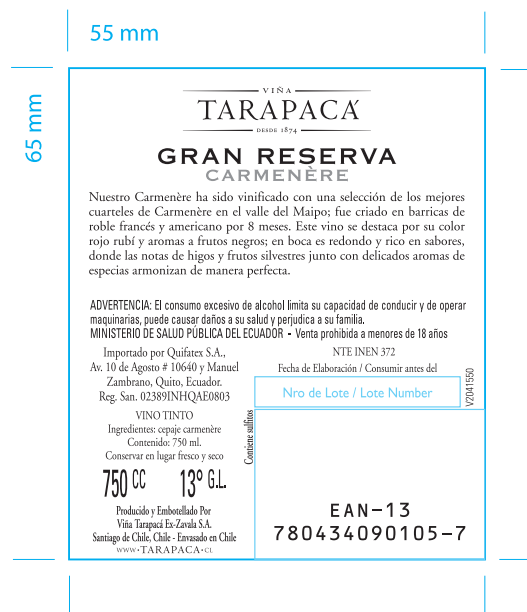 55 mm
65 mm
VIÑA
TARAPACÁ
DESDE 1874
GRAN RESERVA
CARMENÈRE
Nuestro Carmenère ha sido vinificado con una selección de los mejores
cuarteles de Carmenère en el valle del Maipo; fue criado en barricas de
roble francés y americano por 8 meses. Este vino se destaca por su color
rojo rubí y aromas a frutos negros; en boca es redondo y rico en sabores,
donde las notas de higos y frutos silvestres junto con delicados aromas de
especias armonizan de manera perfecta.
ADVERTENCIA: El consumo excesivo de alcohol limita su capacidad de conducir y de operar
maquinarias, puede causar daños a su salud y perjudica a su familia.
MINISTERIO DE SALUD PÚBLICA DEL ECUADOR - Venta prohibida a menores de 18 años
Importado por Quifatex S.A.,
Av. 10 de Agosto # 10640 y Manuel
Zambrano, Quito, Ecuador.
Reg. San. 02389INHQAE0803
VINO TINTO
Ingredientes: cepaje carmenère
Contenido: 750 ml.
Conservar en lugar fresco y seco
750 CC 13º G.L.
Producido y Embotellado Por
Viña Tarapacá Ex-Zavala S.A.
Santiago de Chile, Chile - Envasado en Chile
WWW·TARAPACA·CL
Contiene sulfitos
NTE INEN 372
Fecha de Elaboración / Consumir antes del
Nro de Lote / Lote Number
V2041550
EAN-13
780434090105-7